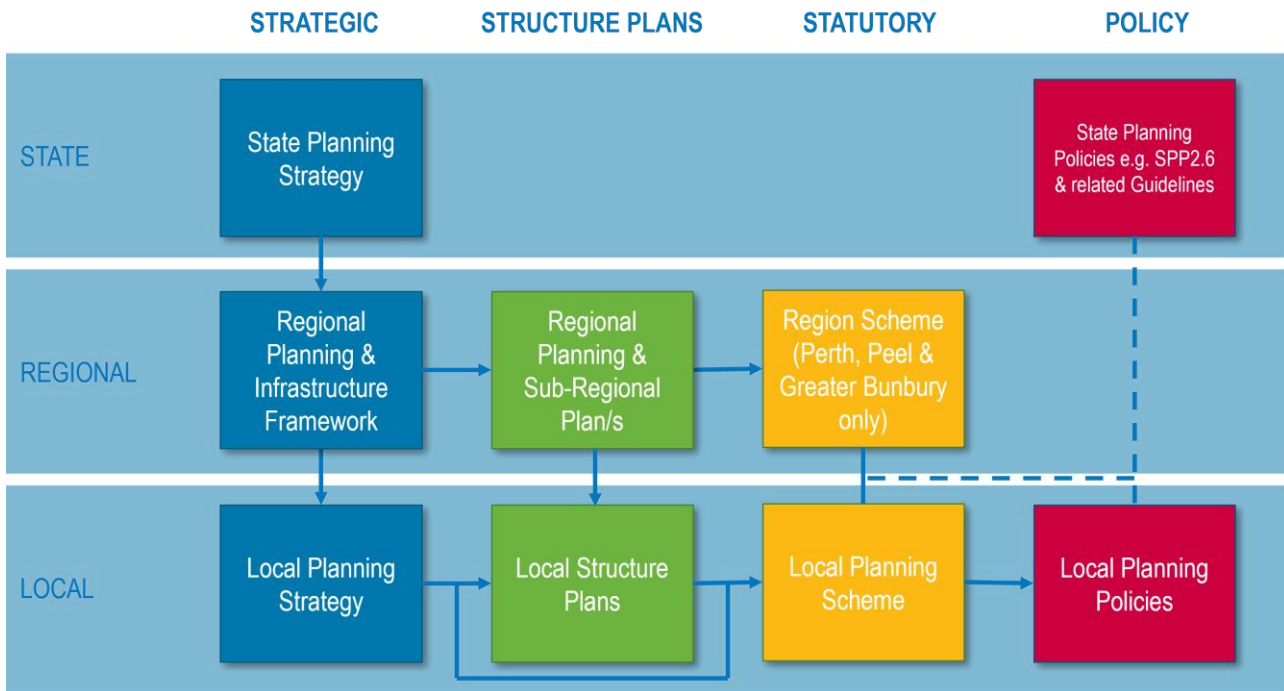 STRATEGIC
STRUCTURE PLANS
STATUTORY
POLICY
STATE
State Planning
Strategy
State Planning
Policies e.g. SPP2.6
& related Guidelines
REGIONAL
Regional
Planning &
Infrastructure
Framework
Regional
Planning &
Sub-Regional
Plan/s
Region Scheme
(Perth, Peel &
Greater Bunbury
only)
LOCAL
Local Planning
Strategy
Local Structure
Plans
Local Planning
Scheme
Local Planning
Policies